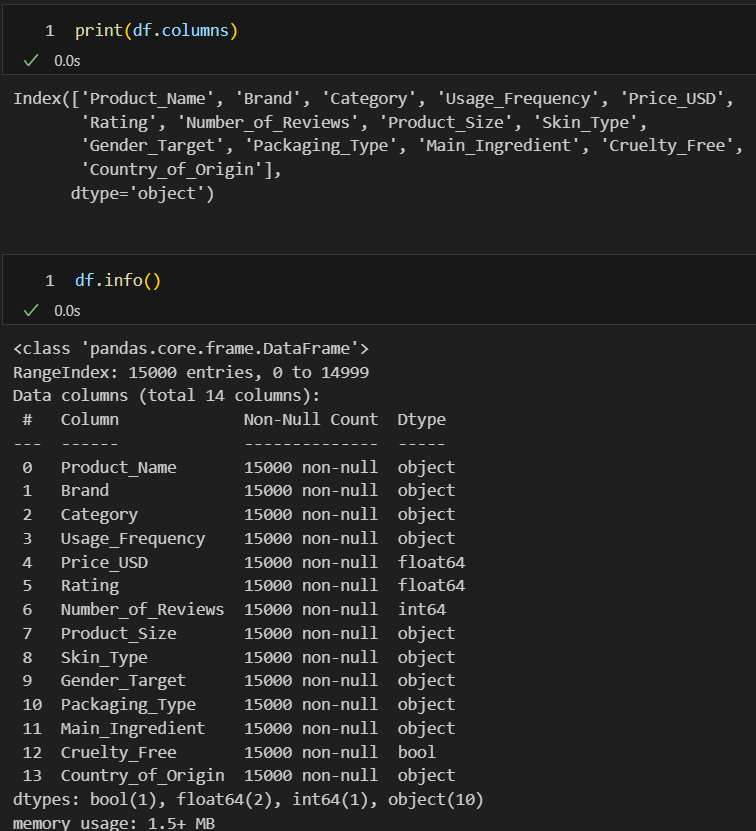 1 print(df.columns)
0.0s
Index(['Product_Name', 'Brand', 'Category', 'Usage_Frequency', 'Price_USD',
       'Rating', 'Number_of_Reviews', 'Product_Size', 'Skin_Type',
       'Gender_Target', 'Packaging_Type', 'Main_Ingredient', 'Cruelty_Free',
       'Country_of_Origin'],
      dtype='object')
1 df.info()
0.0s
<class 'pandas.core.frame.DataFrame'>
RangeIndex: 15000 entries, 0 to 14999
Data columns (total 14 columns):
 #   Column             Non-Null Count  Dtype
---  ------             --------------  -----
 0   Product_Name       15000 non-null  object
 1   Brand              15000 non-null  object
 2   Category           15000 non-null  object
 3   Usage_Frequency    15000 non-null  object
 4   Price_USD          15000 non-null  float64
 5   Rating             15000 non-null  float64
 6   Number_of_Reviews  15000 non-null  int64
 7   Product_Size       15000 non-null  object
 8   Skin_Type          15000 non-null  object
 9   Gender_Target      15000 non-null  object
 10  Packaging_Type     15000 non-null  object
 11  Main_Ingredient    15000 non-null  object
 12  Cruelty_Free       15000 non-null  bool
 13  Country_of_Origin  15000 non-null  object
dtypes: bool(1), float64(2), int64(1), object(10)
memory usage: 1.5+ MB